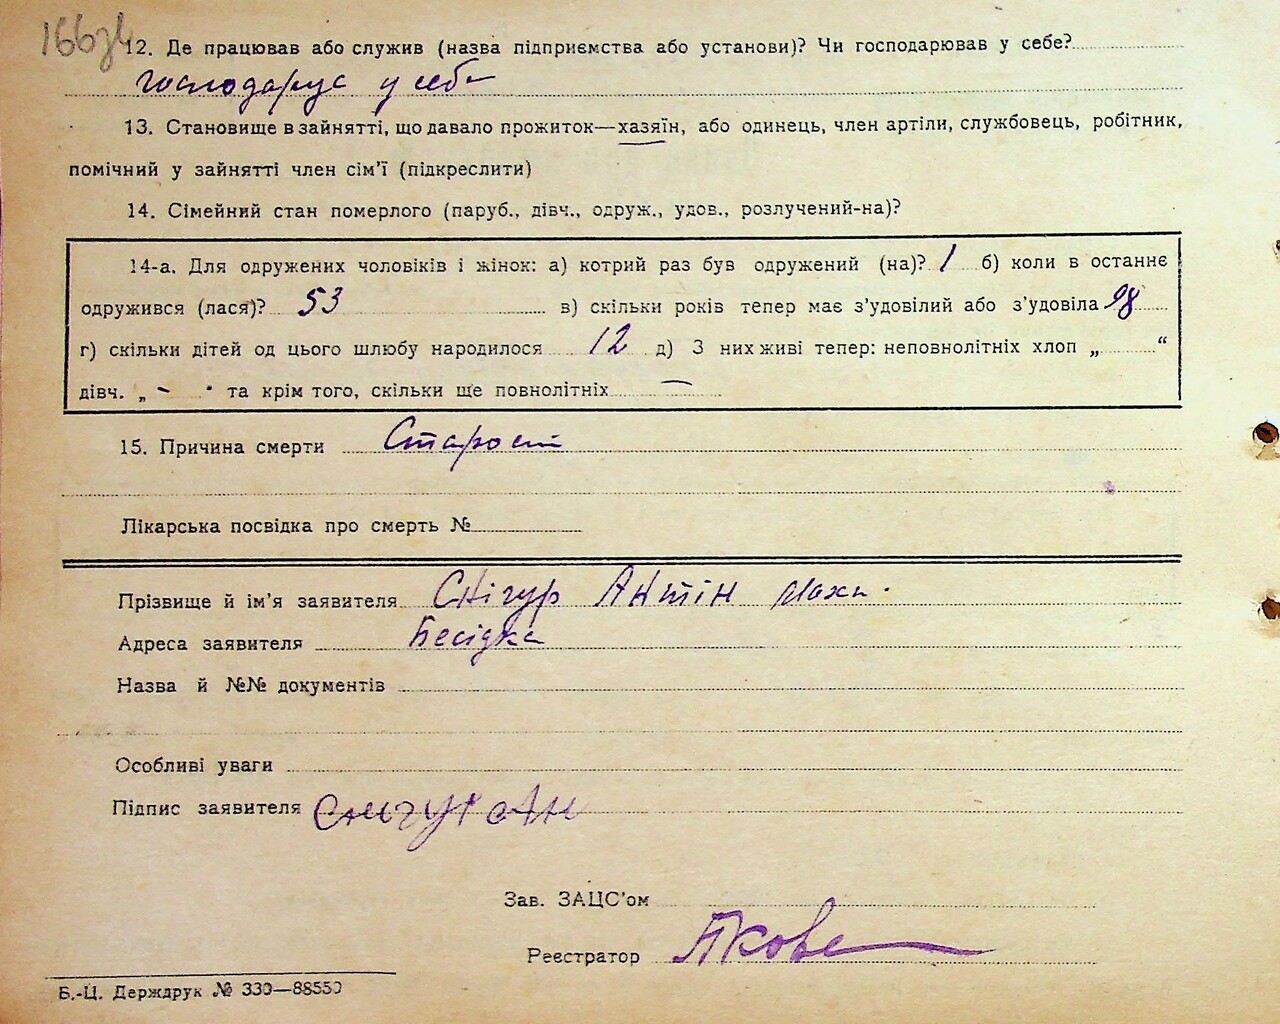 166зв
12. Де працював або служив (назва підприємства або установи)? Чи господарював у себе?
господарує у себе
13. Становище в зайнятті, що давало прожиток—хазяїн, або одинець, член артіли, службовець, робітник,
помічний у зайнятті член сім'ї (підкреслити)
14. Сімейний стан померлого (паруб., дівч., одруж., удов., розлучений-на)?
14-а. Для одружених чоловіків і жінок: а) котрий раз був одружений (на)? 1 б) коли в останнє
одружився (лася)? 53 в) скільки років тепер має з'удовілий або з'удовіла 98
г) скільки дітей од цього шлюбу народилося 12 д) З них живі тепер: неповнолітніх хлоп „ “
дівч. „ – " та крім того, скільки ще повнолітніх —
15. Причина смерти Старост
Лікарська посвідка про смерть №
Прізвище й ім'я заявителя Снігур Антін
Адреса заявителя Бесідка
Назва й №№ документів
Особливі уваги
Підпис заявителя Снігур Ан
Зав. ЗАЦС'ом
Реєстратор
Б.-Ц. Держдрук № 330—88550